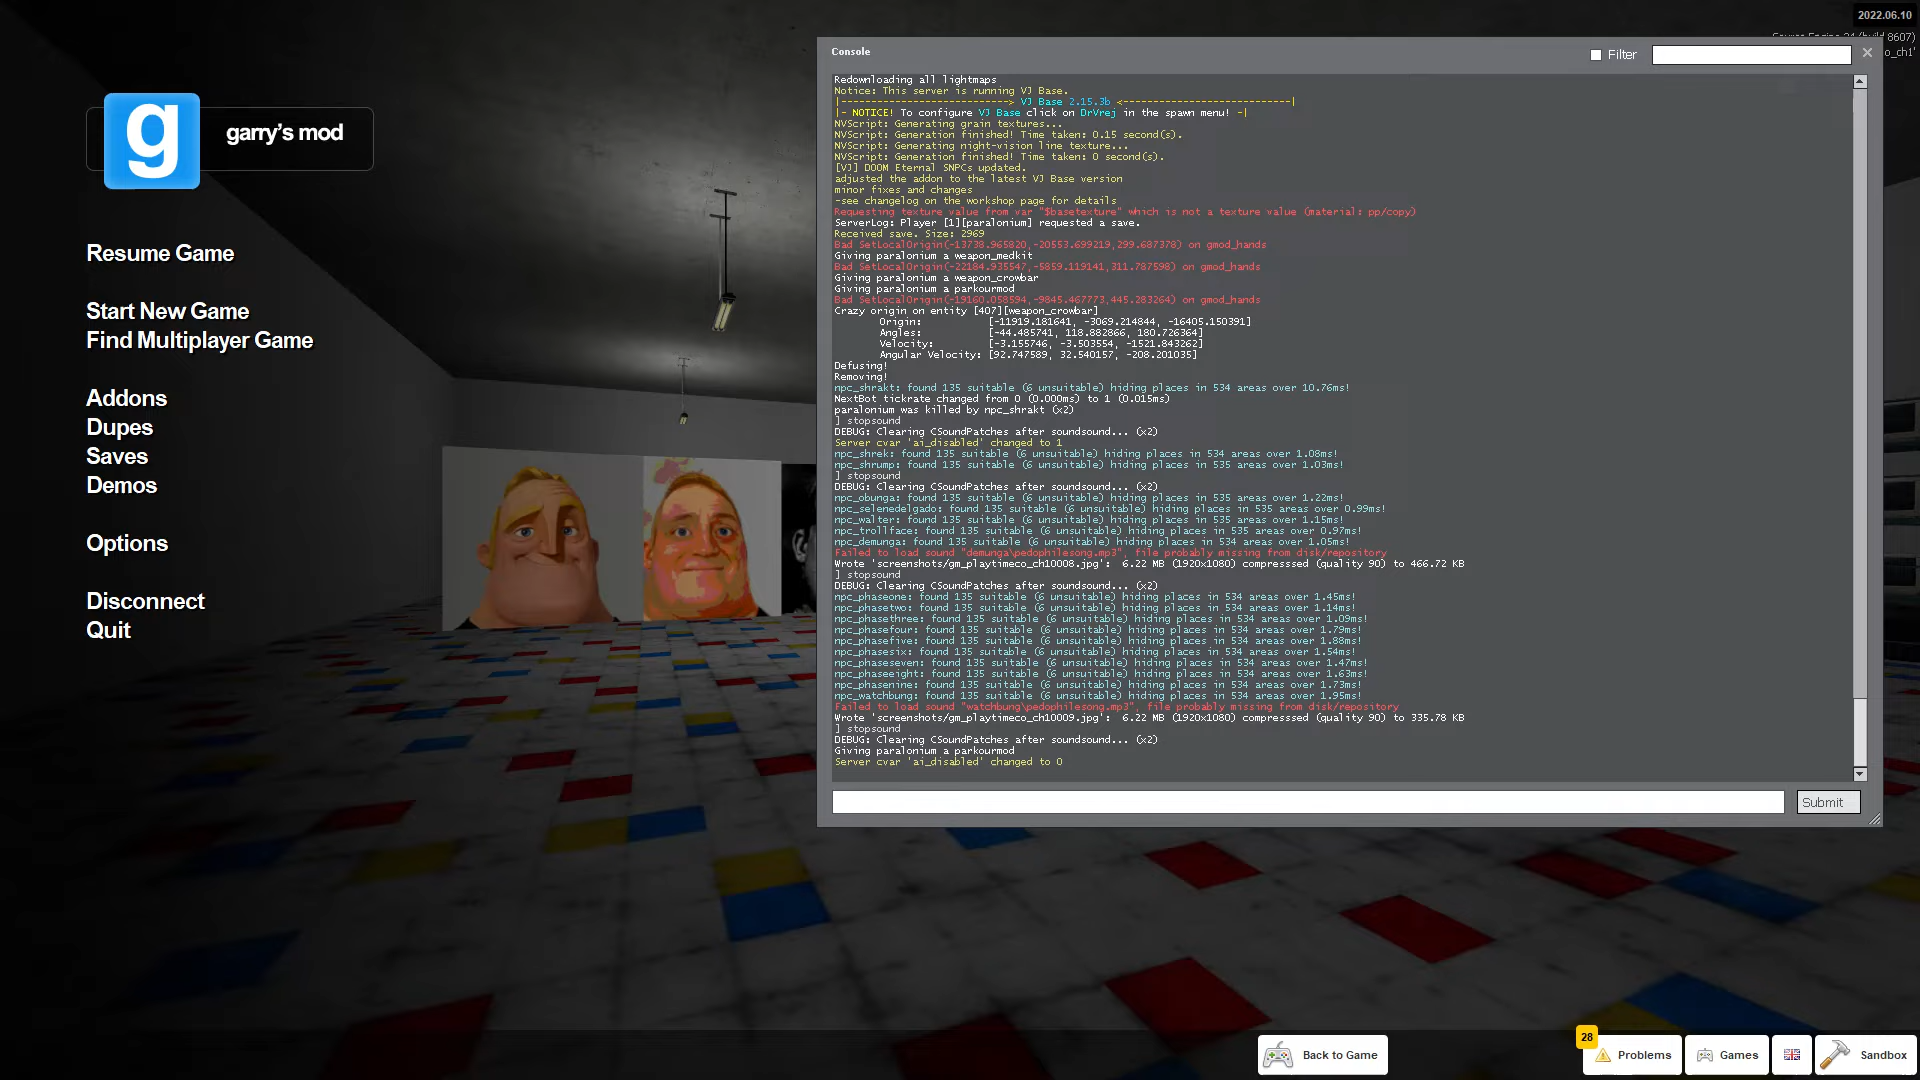 2022.06.10
o_ch1'
Console
Filter
g
garry's mod
Resume Game
Start New Game
Find Multiplayer Game
Addons
Dupes
Saves
Demos
Options
Disconnect
Quit
Redownloading all lightmaps
Notice: This server is running VJ Base.
|-----------------------------> VJ Base 2.15.3b <----------------------------|
|- NOTICE! To configure VJ Base click on DrVrej in the spawn menu! -|
NVScript: Generating grain textures...
NVScript: Generation finished! Time taken: 0.15 second(s).
NVScript: Generating night-vision line texture...
NVScript: Generation finished! Time taken: 0 second(s).
[VJ] DOOM Eternal SNPCs updated.
adjusted the addon to the latest VJ Base version
minor fixes and changes
-see changelog on the workshop page for details
Requesting texture value from var "$basetexture" which is not a texture value (material: pp/copy)
ServerLog: Player [1][paralonium] requested a save.
Received save. Size: 2969
Bad SetLocalOrigin(-13738.965820,-20553.699219,299.687378) on gmod_hands
Giving paralonium a weapon_medkit
Bad SetLocalOrigin(-22184.935547,-5859.119141,311.787598) on gmod_hands
Giving paralonium a weapon_crowbar
Giving paralonium a parkourmod
Bad SetLocalOrigin(-19160.058594,-9845.467773,445.283264) on gmod_hands
Crazy origin on entity [407][weapon_crowbar]
Origin: [-11919.181641, -3069.214844, -16405.150391]
Angles: [-44.485741, 118.882866, 180.726364]
Velocity: [-3.155746, -3.503554, -1521.843262]
Angular Velocity: [92.747589, 32.540157, -208.201035]
Defusing!
Removing!
npc_shrakt: found 135 suitable (6 unsuitable) hiding places in 534 areas over 10.76ms!
NextBot tickrate changed from 0 (0.000ms) to 1 (0.015ms)
paralonium was killed by npc_shrakt (x2)
] stopsound
DEBUG: Clearing CSoundPatches after soundsound... (x2)
Server cvar 'ai_disabled' changed to 1
npc_shrek: found 135 suitable (6 unsuitable) hiding places in 534 areas over 1.08ms!
npc_shrump: found 135 suitable (6 unsuitable) hiding places in 535 areas over 1.03ms!
] stopsound
DEBUG: Clearing CSoundPatches after soundsound... (x2)
npc_obunga: found 135 suitable (6 unsuitable) hiding places in 535 areas over 1.22ms!
npc_selenedelgado: found 135 suitable (6 unsuitable) hiding places in 535 areas over 0.99ms!
npc_walter: found 135 suitable (6 unsuitable) hiding places in 535 areas over 1.15ms!
npc_trollface: found 135 suitable (6 unsuitable) hiding places in 535 areas over 0.97ms!
npc_demunga: found 135 suitable (6 unsuitable) hiding places in 534 areas over 1.05ms!
Failed to load sound "demunga\pedophilesong.mp3", file probably missing from disk/repository
Wrote 'screenshots/gm_playtimeco_ch10008.jpg': 6.22 MB (1920x1080) compresssed (quality 90) to 466.72 KB
] stopsound
DEBUG: Clearing CSoundPatches after soundsound... (x2)
npc_phaseone: found 135 suitable (6 unsuitable) hiding places in 534 areas over 1.45ms!
npc_phasetwo: found 135 suitable (6 unsuitable) hiding places in 534 areas over 1.14ms!
npc_phasethree: found 135 suitable (6 unsuitable) hiding places in 534 areas over 1.09ms!
npc_phasefour: found 135 suitable (6 unsuitable) hiding places in 534 areas over 1.79ms!
npc_phasefive: found 135 suitable (6 unsuitable) hiding places in 534 areas over 1.88ms!
npc_phasesix: found 135 suitable (6 unsuitable) hiding places in 534 areas over 1.54ms!
npc_phaseseven: found 135 suitable (6 unsuitable) hiding places in 534 areas over 1.47ms!
npc_phaseeight: found 135 suitable (6 unsuitable) hiding places in 534 areas over 1.63ms!
npc_phasenine: found 135 suitable (6 unsuitable) hiding places in 534 areas over 1.73ms!
npc_watchbung: found 135 suitable (6 unsuitable) hiding places in 534 areas over 1.95ms!
Failed to load sound "watchbung\pedophilesong.mp3", file probably missing from disk/repository
Wrote 'screenshots/gm_playtimeco_ch10009.jpg': 6.22 MB (1920x1080) compresssed (quality 90) to 335.78 KB
] stopsound
DEBUG: Clearing CSoundPatches after soundsound... (x2)
Giving paralonium a parkourmod
Server cvar 'ai_disabled' changed to 0
Submit
Back to Game
28
Problems
Games
Sandbox